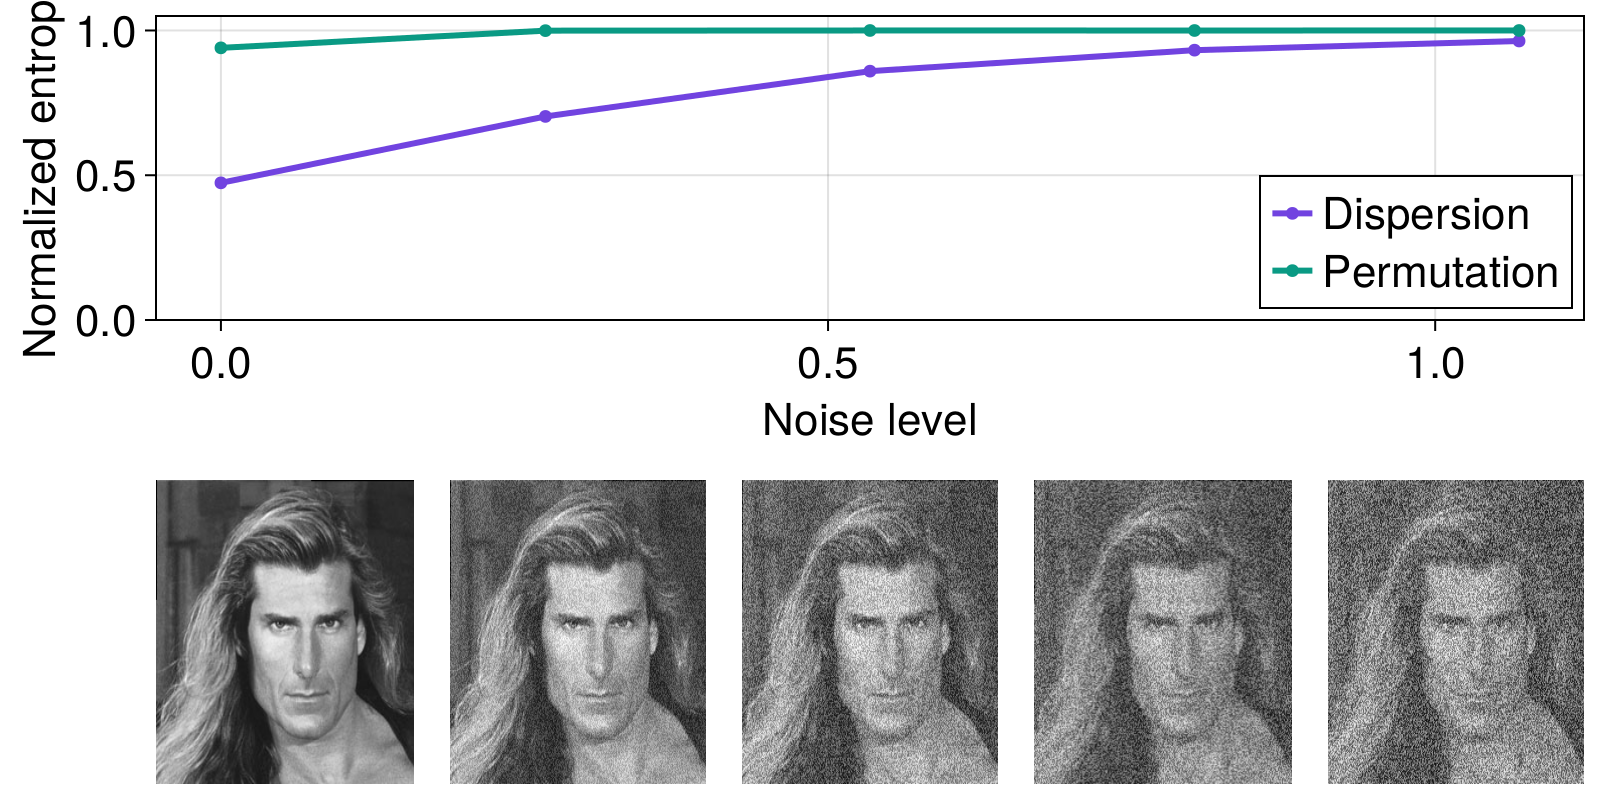 Normalized entrop
1.0
0.5
0.0
0.0 0.5 1.0
Noise level
Dispersion
Permutation